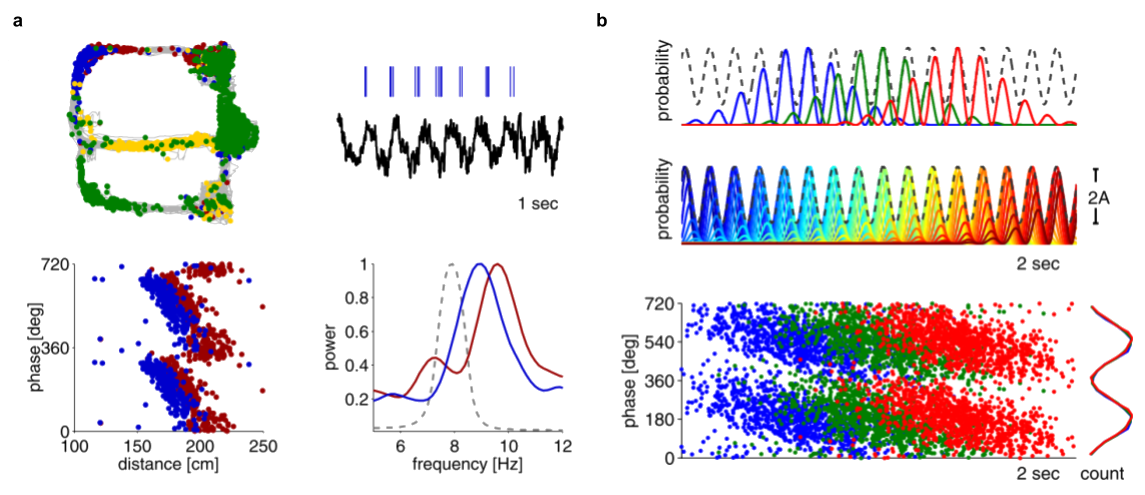 a
b
1 sec
720
360
0
phase [deg]
100
150
200
250
distance [cm]
1
0.8
0.6
0.4
0.2
power
6
8
10
12
frequency [Hz]
probability
probability
2A
2 sec
720
540
360
180
0
phase [deg]
2 sec
count